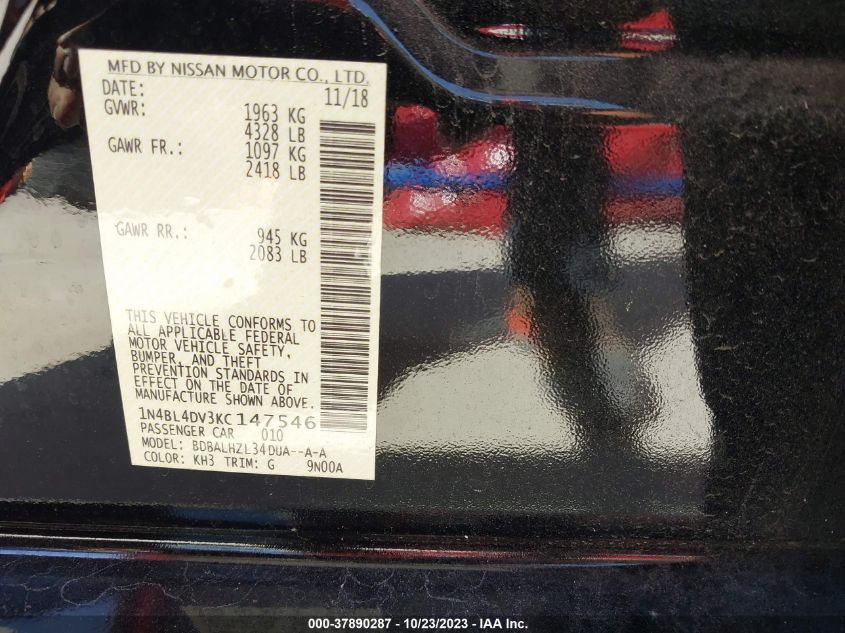 MFD BY NISSAN MOTOR CO., LTD.
DATE: 11/18
GVWR: 1963 KG
4328 LB
GAWR FR.: 1097 KG
2418 LB
GAWR RR.: 945 KG
2083 LB
THIS VEHICLE CONFORMS TO
ALL APPLICABLE FEDERAL
MOTOR VEHICLE SAFETY,
BUMPER, AND THEFT
PREVENTION STANDARDS IN
EFFECT ON THE DATE OF
MANUFACTURE SHOWN ABOVE.
1N4BL4DV3KC147546
PASSENGER CAR 010
MODEL: BDBALHZL34DUA--A-A
COLOR: KH3 TRIM: G 9N00A
000-37890287 - 10/23/2023 - IAA Inc.